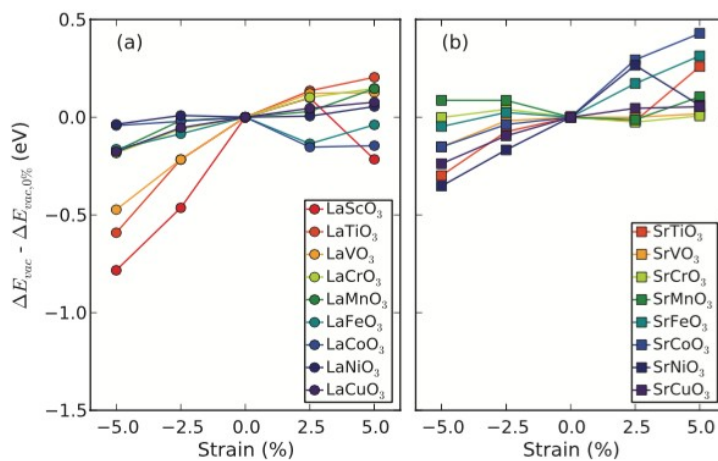 (a)
(b)
0.5
0.0
−0.5
−1.0
−1.5
ΔE_vac - ΔE_vac,0% (eV)
LaScO₃
LaTiO₃
LaVO₃
LaCrO₃
LaMnO₃
LaFeO₃
LaCoO₃
LaNiO₃
LaCuO₃
SrTiO₃
SrVO₃
SrCrO₃
SrMnO₃
SrFeO₃
SrCoO₃
SrNiO₃
SrCuO₃
−5.0 −2.5 0.0 2.5 5.0
−5.0 −2.5 0.0 2.5 5.0
Strain (%)
Strain (%)